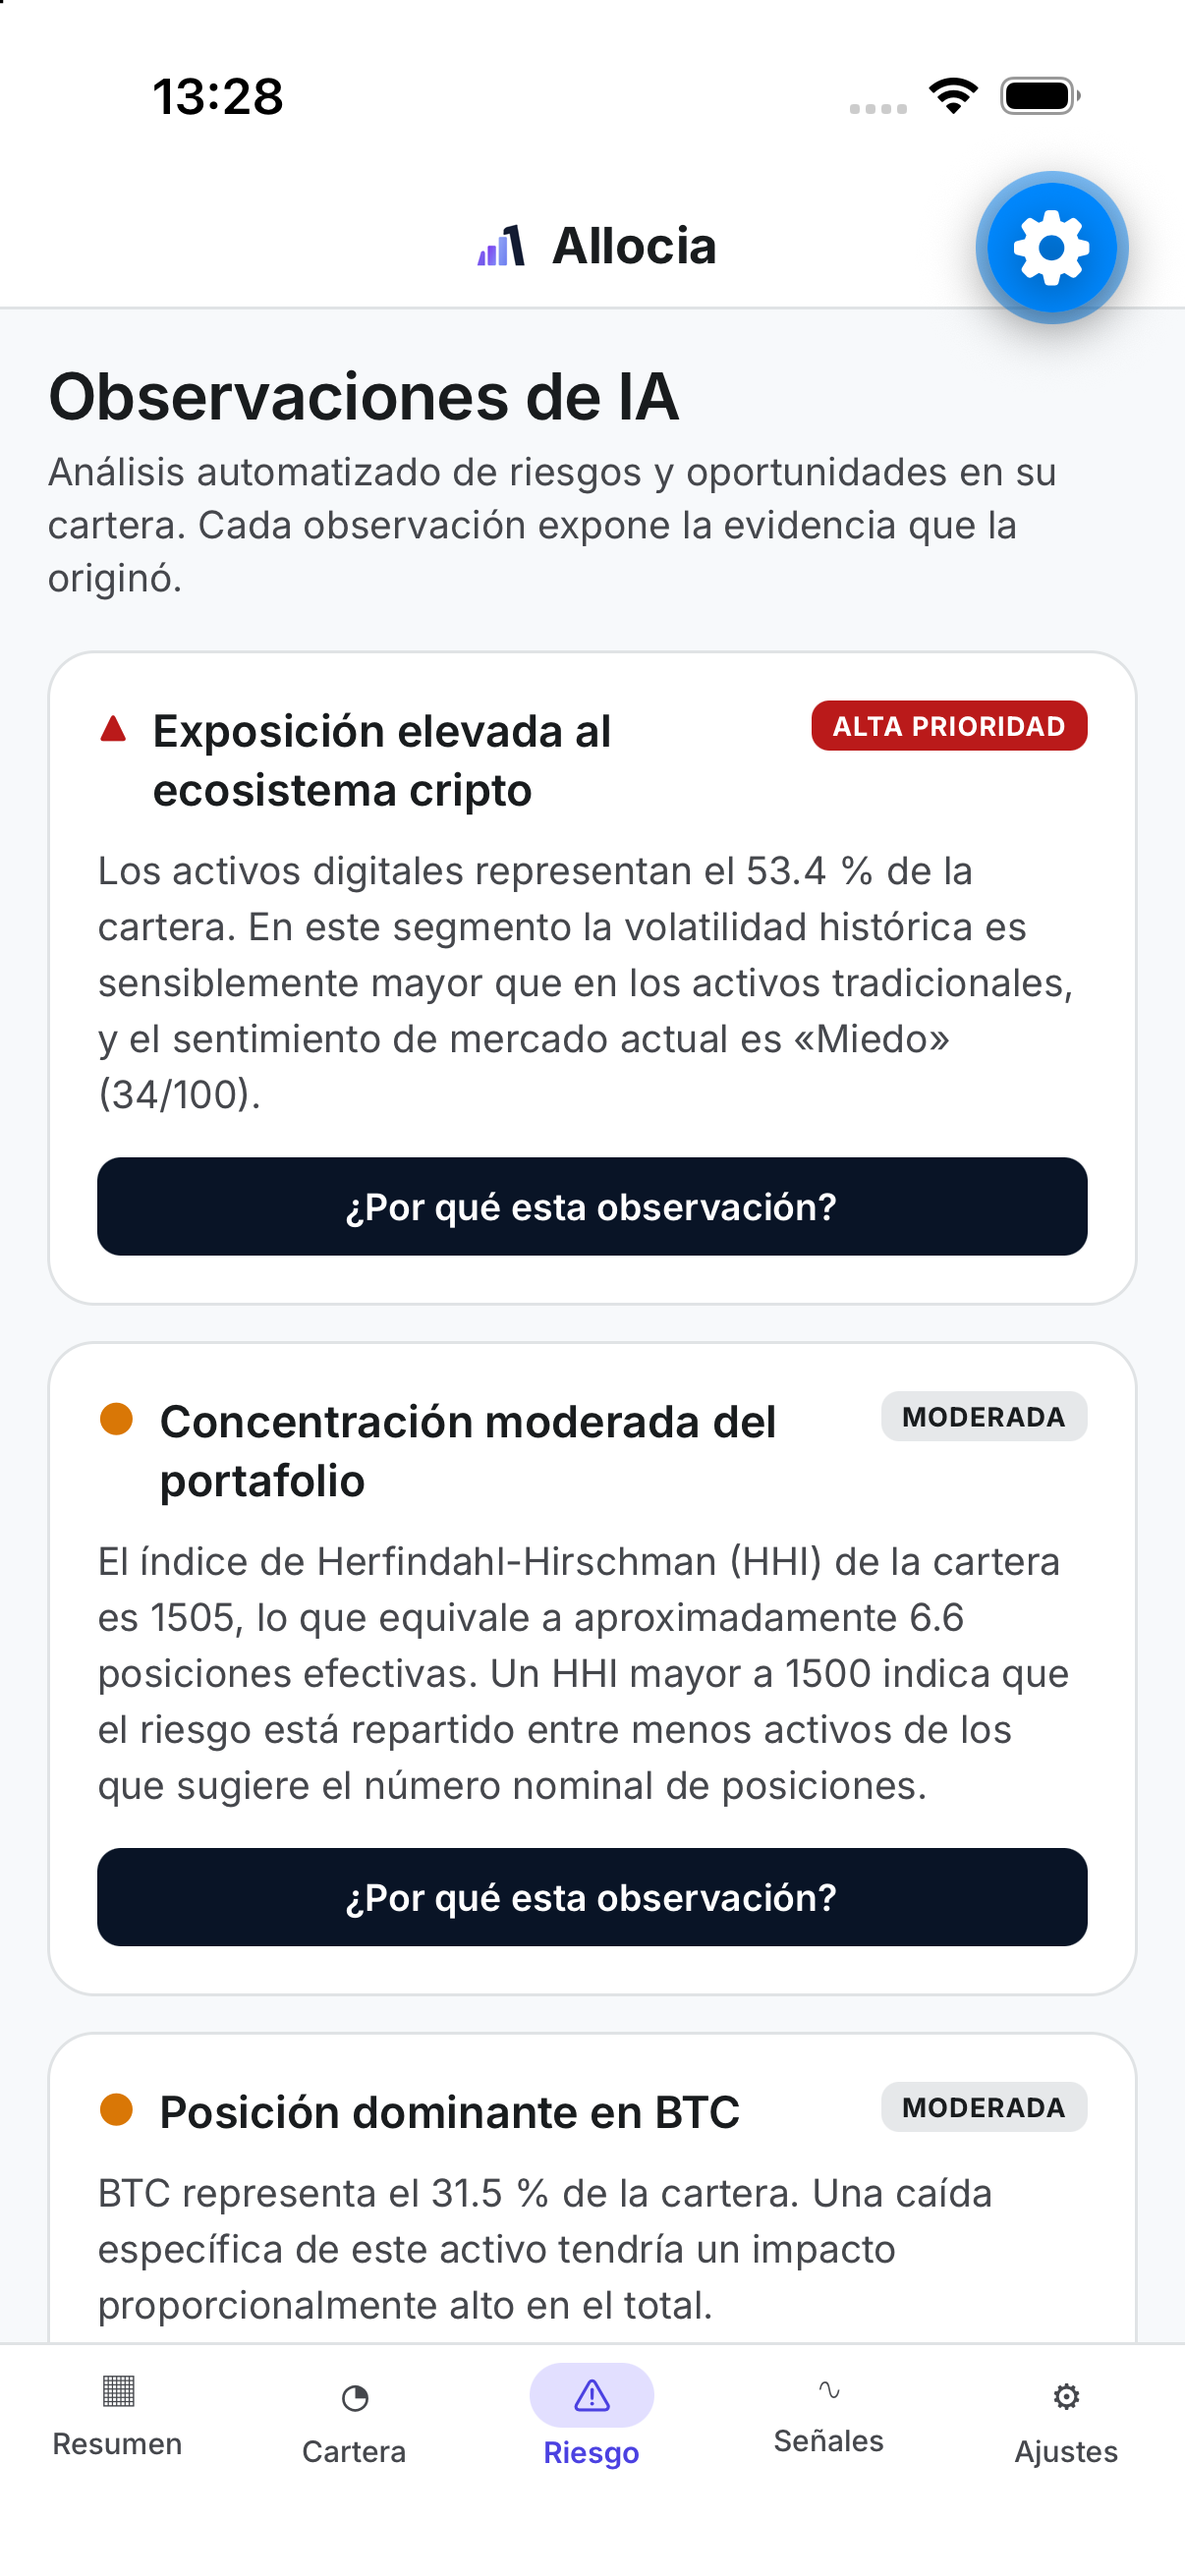 13:28
Allocia
Observaciones de IA
Análisis automatizado de riesgos y oportunidades en su
cartera. Cada observación expone la evidencia que la
originó.
Exposición elevada al
ecosistema cripto
ALTA PRIORIDAD
Los activos digitales representan el 53.4 % de la
cartera. En este segmento la volatilidad histórica es
sensiblemente mayor que en los activos tradicionales,
y el sentimiento de mercado actual es «Miedo»
(34/100).
¿Por qué esta observación?
Concentración moderada del
portafolio
MODERADA
El índice de Herfindahl-Hirschman (HHI) de la cartera
es 1505, lo que equivale a aproximadamente 6.6
posiciones efectivas. Un HHI mayor a 1500 indica que
el riesgo está repartido entre menos activos de los
que sugiere el número nominal de posiciones.
¿Por qué esta observación?
Posición dominante en BTC
MODERADA
BTC representa el 31.5 % de la cartera. Una caída
específica de este activo tendría un impacto
proporcionalmente alto en el total.
Resumen
Cartera
Riesgo
Señales
Ajustes